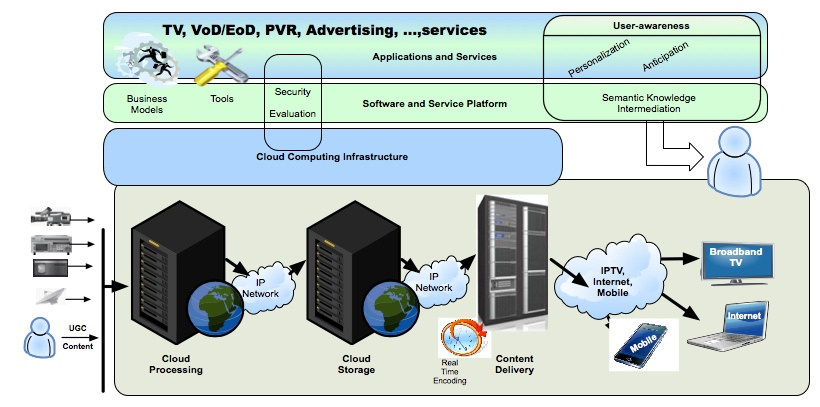 TV, VoD/EoD, PVR, Advertising, ...,services
User-awareness
Personalization
Anticipation
Applications and Services
Business
Models
Tools
Security
Evaluation
Software and Service Platform
Semantic Knowledge
Intermediation
Cloud Computing Infrastructure
IP
Network
IP
Network
IPTV,
Internet,
Mobile
Broadband
TV
Internet
Mobile
UGC
Content
Cloud
Processing
Cloud
Storage
Real
Time
Encoding
Content
Delivery